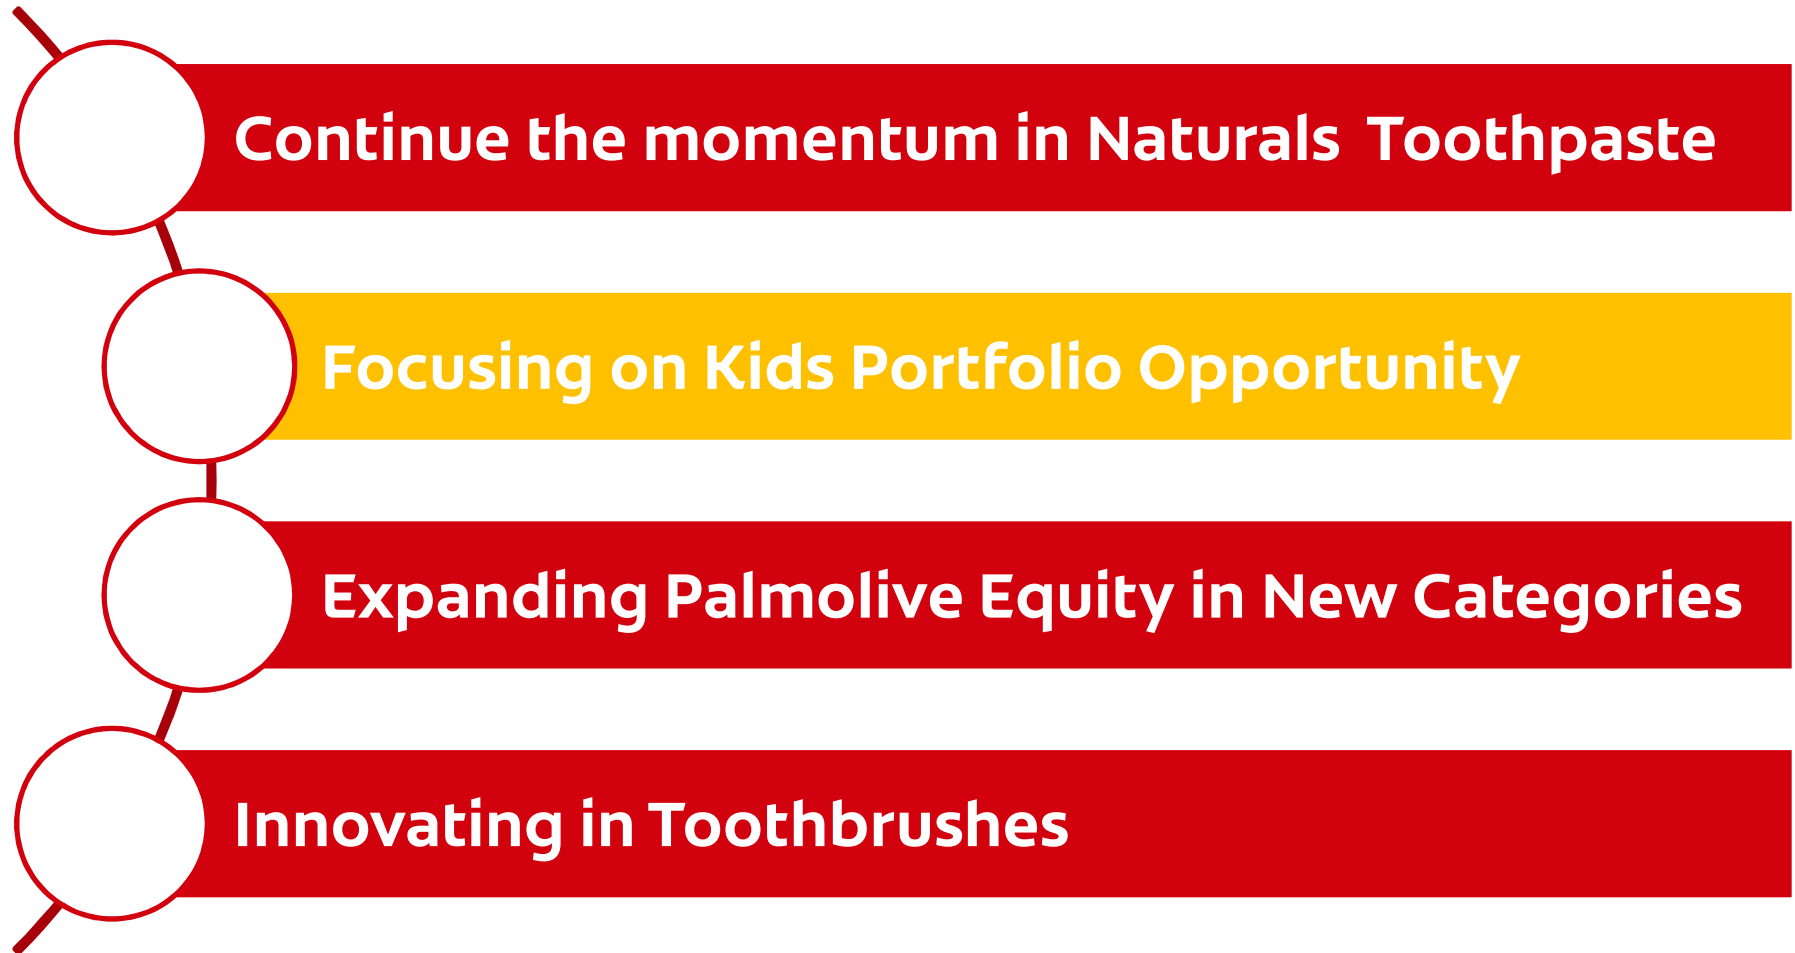 Continue the momentum in Naturals  Toothpaste
Focusing on Kids Portfolio Opportunity
Expanding Palmolive Equity in New Categories
Innovating in Toothbrushes